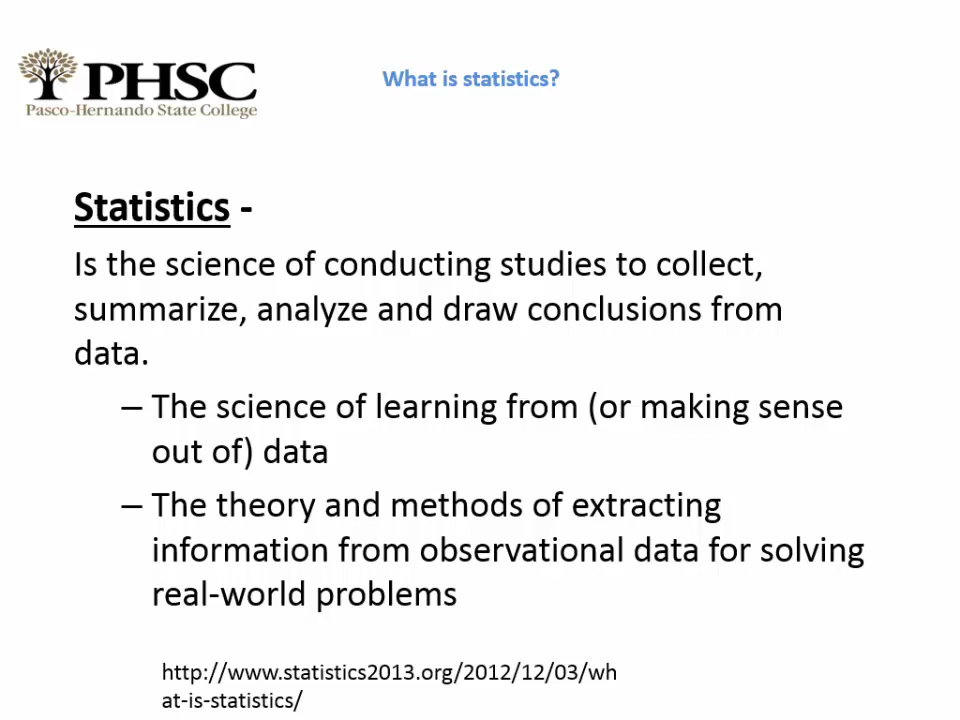 PHSC
Pasco-Hernando State College
What is statistics?
Statistics -
Is the science of conducting studies to collect,
summarize, analyze and draw conclusions from
data.
– The science of learning from (or making sense
out of) data
– The theory and methods of extracting
information from observational data for solving
real-world problems
http://www.statistics2013.org/2012/12/03/wh
at-is-statistics/